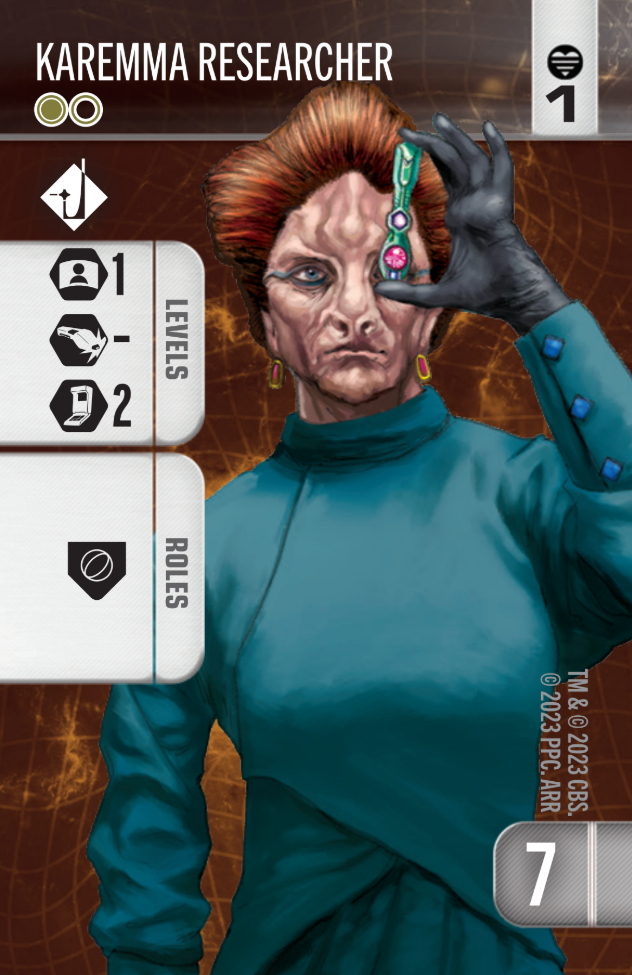 KAREMMA RESEARCHER
1
1
-
2
LEVELS
ROLES
TM & © 2023 CBS.
© 2023 PPC. ARR
7